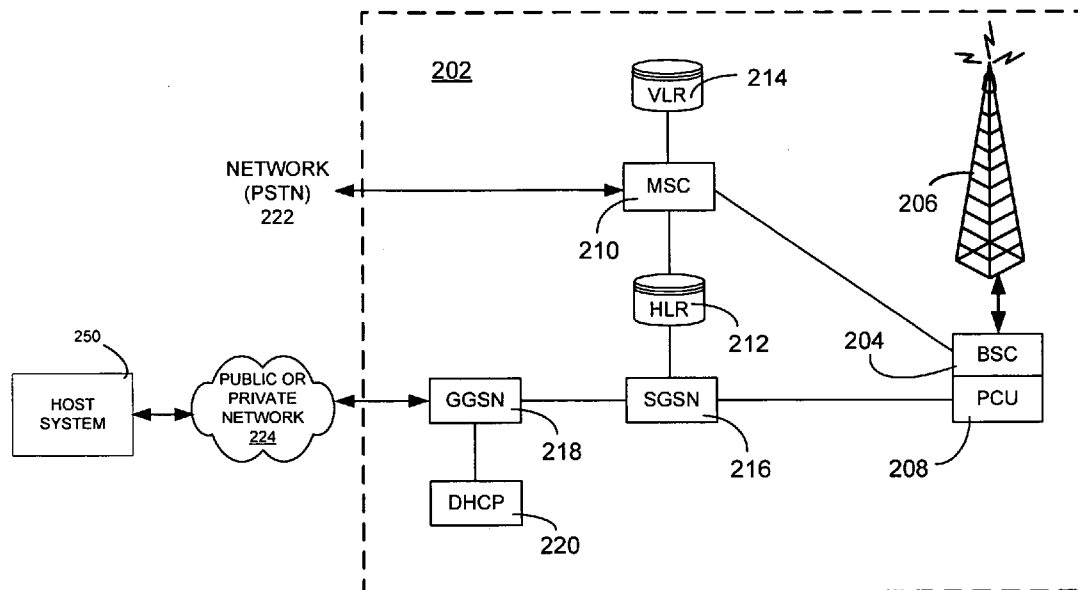 202
VLR
214
NETWORK
(PSTN)
222
MSC
210
206
HLR
212
204
BSC
PCU
208
250
HOST
SYSTEM
PUBLIC OR
PRIVATE
NETWORK
224
GGSN
218
SGSN
216
DHCP
220